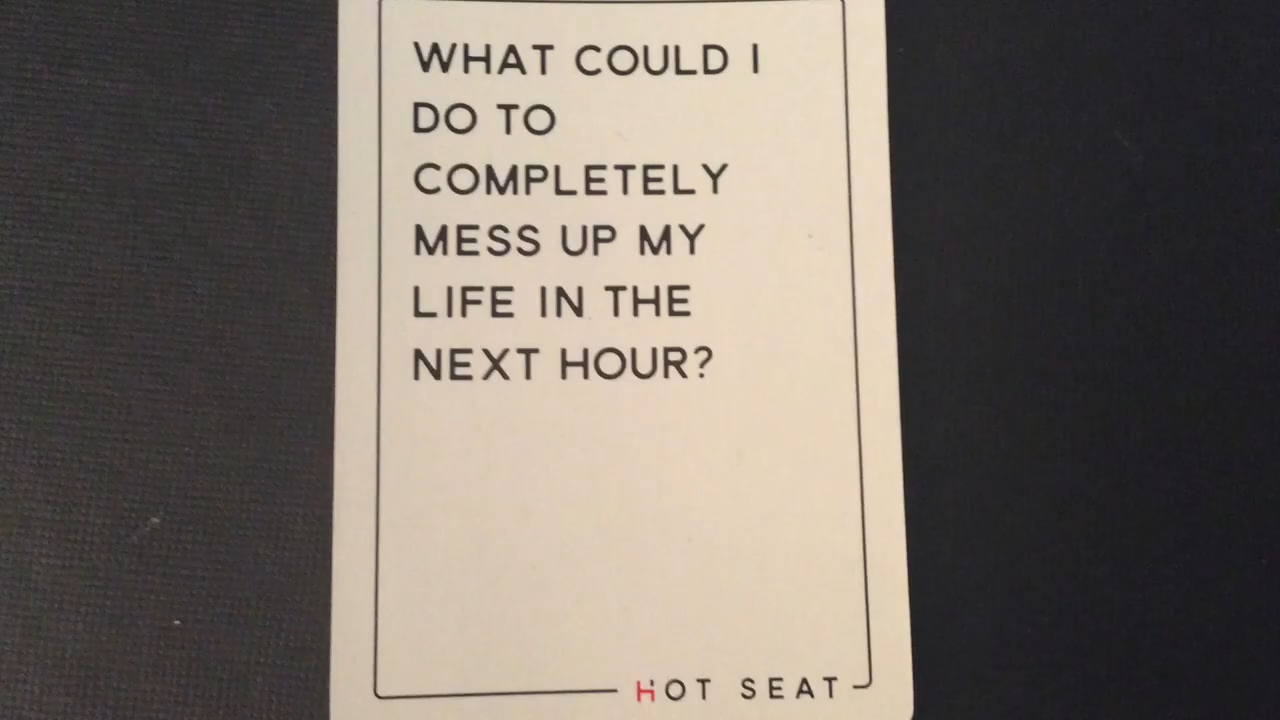 WHAT COULD I
DO TO
COMPLETELY
MESS UP MY
LIFE IN THE
NEXT HOUR?
HOT SEAT